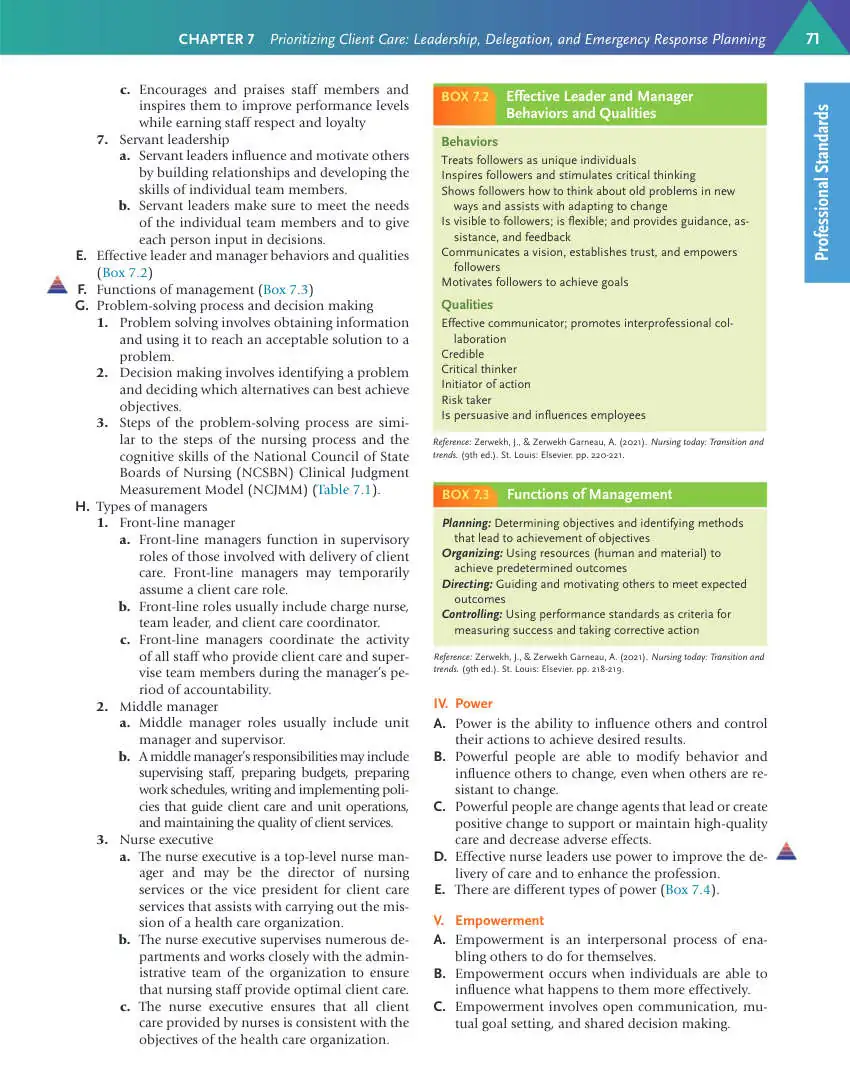 CHAPTER 7 Prioritizing Client Care: Leadership, Delegation, and Emergency Response Planning 71
c. Encourages and praises staff members and
inspires them to improve performance levels
while earning staff respect and loyalty
7. Servant leadership
a. Servant leaders influence and motivate others
by building relationships and developing the
skills of individual team members.
b. Servant leaders make sure to meet the needs
of the individual team members and to give
each person input in decisions.
E. Effective leader and manager behaviors and qualities
(Box 7.2)
F. Functions of management (Box 7.3)
G. Problem-solving process and decision making
1. Problem solving involves obtaining information
and using it to reach an acceptable solution to a
problem.
2. Decision making involves identifying a problem
and deciding which alternatives can best achieve
objectives.
3. Steps of the problem-solving process are simi-
lar to the steps of the nursing process and the
cognitive skills of the National Council of State
Boards of Nursing (NCSBN) Clinical Judgment
Measurement Model (NCJMM) (Table 7.1).
H. Types of managers
1. Front-line manager
a. Front-line managers function in supervisory
roles of those involved with delivery of client
care. Front-line managers may temporarily
assume a client care role.
b. Front-line roles usually include charge nurse,
team leader, and client care coordinator.
c. Front-line managers coordinate the activity
of all staff who provide client care and super-
vise team members during the manager's pe-
riod of accountability.
2. Middle manager
a. Middle manager roles usually include unit
manager and supervisor.
b. A middle manager's responsibilities may include
supervising staff, preparing budgets, preparing
work schedules, writing and implementing poli-
cies that guide client care and unit operations,
and maintaining the quality of client services.
3. Nurse executive
a. The nurse executive is a top-level nurse man-
ager and may be the director of nursing
services or the vice president for client care
services that assists with carrying out the mis-
sion of a health care organization.
b. The nurse executive supervises numerous de-
partments and works closely with the admin-
istrative team of the organization to ensure
that nursing staff provide optimal client care.
c. The nurse executive ensures that all client
care provided by nurses is consistent with the
objectives of the health care organization.
BOX 7.2 Effective Leader and Manager
Behaviors and Qualities
Behaviors
Treats followers as unique individuals
Inspires followers and stimulates critical thinking
Shows followers how to think about old problems in new
ways and assists with adapting to change
Is visible to followers; is flexible; and provides guidance, as-
sistance, and feedback
Communicates a vision, establishes trust, and empowers
followers
Motivates followers to achieve goals
Qualities
Effective communicator; promotes interprofessional col-
laboration
Credible
Critical thinker
Initiator of action
Risk taker
Is persuasive and influences employees
Reference: Zerwekh, J., & Zerwekh Garneau, A. (2021). Nursing today: Transition and
trends. (9th ed.). St. Louis: Elsevier. pp. 220-221.
BOX 7.3 Functions of Management
Planning: Determining objectives and identifying methods
that lead to achievement of objectives
Organizing: Using resources (human and material) to
achieve predetermined outcomes
Directing: Guiding and motivating others to meet expected
outcomes
Controlling: Using performance standards as criteria for
measuring success and taking corrective action
Reference: Zerwekh, J., & Zerwekh Garneau, A. (2021). Nursing today: Transition and
trends. (9th ed.). St. Louis: Elsevier. pp. 218-219.
IV. Power
A. Power is the ability to influence others and control
their actions to achieve desired results.
B. Powerful people are able to modify behavior and
influence others to change, even when others are re-
sistant to change.
C. Powerful people are change agents that lead or create
positive change to support or maintain high-quality
care and decrease adverse effects.
D. Effective nurse leaders use power to improve the de-
livery of care and to enhance the profession.
E. There are different types of power (Box 7.4).
V. Empowerment
A. Empowerment is an interpersonal process of ena-
bling others to do for themselves.
B. Empowerment occurs when individuals are able to
influence what happens to them more effectively.
C. Empowerment involves open communication, mu-
tual goal setting, and shared decision making.
Professional Standards